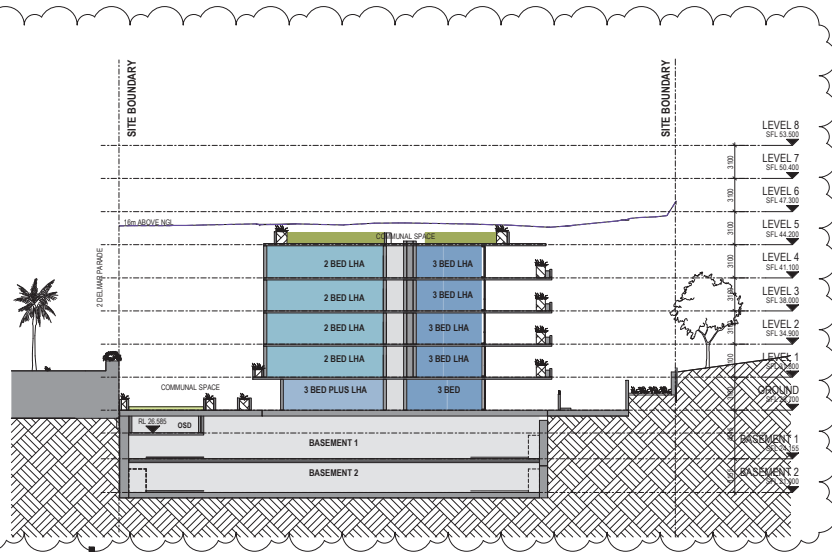 SITE BOUNDARY
SITE BOUNDARY
LEVEL 8
SFL 53.500
3100
LEVEL 7
SFL 50.400
3100
LEVEL 6
SFL 47.300
3100
16m ABOVE NGL
LEVEL 5
SFL 44.200
COMMUNAL SPACE
3100
2 DELMAR PARADE
2 BED LHA
3 BED LHA
LEVEL 4
SFL 41.100
3100
2 BED LHA
3 BED LHA
LEVEL 3
SFL 38.000
3100
2 BED LHA
3 BED LHA
LEVEL 2
SFL 34.900
3100
2 BED LHA
3 BED LHA
LEVEL 1
COMMUNAL SPACE
3 BED PLUS LHA
3 BED
GROUND
RL 26.585
OSD
BASEMENT 1
BASEMENT 1
BASEMENT 2
BASEMENT 2